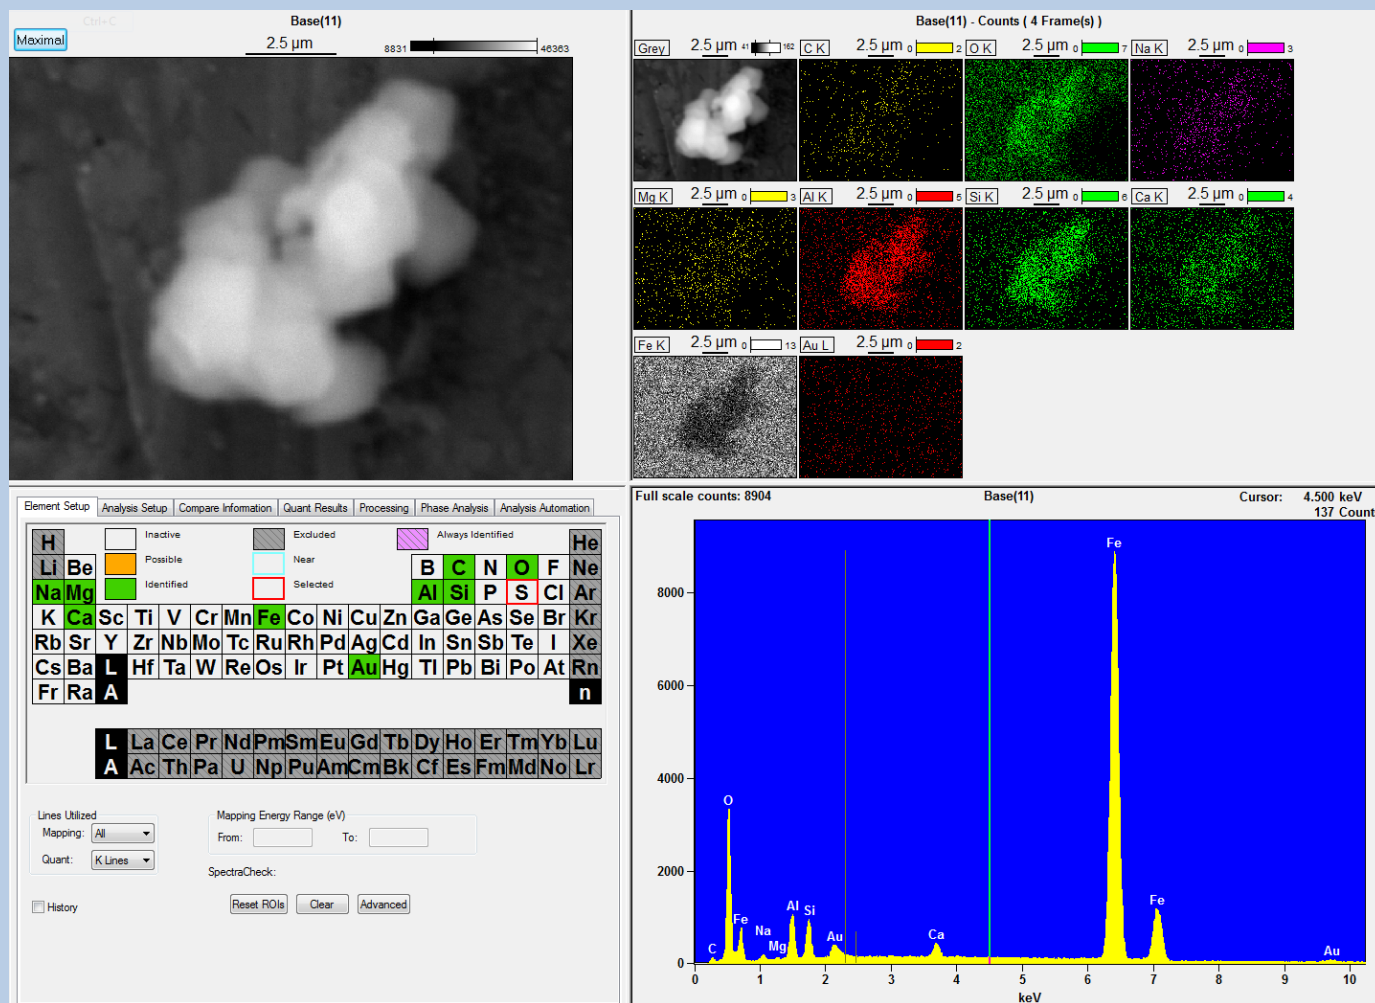 Ctrl+C
Base(11)
Maximal
2.5 µm
8831
46363
Base(11) - Counts ( 4 Frame(s) )
Grey 2.5 µm 41 162
C K 2.5 µm 0 2
O K 2.5 µm 0 7
Na K 2.5 µm 0 3
Mg K 2.5 µm 0 3
Al K 2.5 µm 0 5
Si K 2.5 µm 0 6
Ca K 2.5 µm 0 4
Fe K 2.5 µm 0 13
Au L 2.5 µm 0 2
Element Setup Analysis Setup Compare Information Quant Results Processing Phase Analysis Analysis Automation
Inactive Excluded Always Identified
Possible Near
Identified Selected
H He
Li Be B C N O F Ne
Na Mg Al Si P S Cl Ar
K Ca Sc Ti V Cr Mn Fe Co Ni Cu Zn Ga Ge As Se Br Kr
Rb Sr Y Zr Nb Mo Tc Ru Rh Pd Ag Cd In Sn Sb Te I Xe
Cs Ba L Hf Ta W Re Os Ir Pt Au Hg Tl Pb Bi Po At Rn
Fr Ra A n
L La Ce Pr Nd Pm Sm Eu Gd Tb Dy Ho Er Tm Yb Lu
A Ac Th Pa U Np Pu Am Cm Bk Cf Es Fm Md No Lr
Lines Utilized
Mapping: All
Quant: K Lines
Mapping Energy Range (eV)
From: To:
SpectraCheck:
History
Reset ROIs Clear Advanced
Full scale counts: 8904
Base(11)
Cursor: 4.500 keV
137 Count
8000
6000
4000
2000
0
C
O
Fe
Na
Mg
Al
Si
Au
Ca
Fe
Fe
Au
0 1 2 3 4 5 6 7 8 9 10
keV